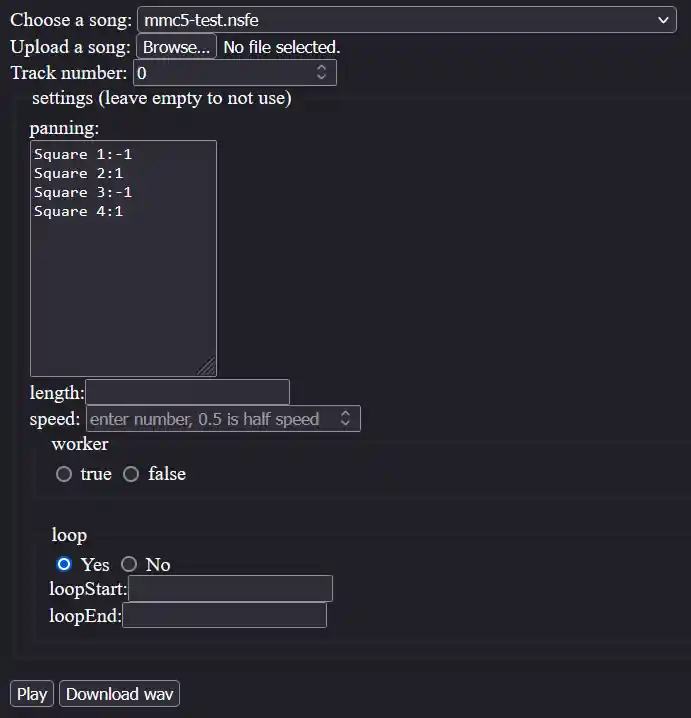 Choose a song: mmc5-test.nsfe
Upload a song: Browse... No file selected.
Track number: 0
settings (leave empty to not use)
panning:
Square 1:-1
Square 2:1
Square 3:-1
Square 4:1
length:
speed: enter number, 0.5 is half speed
worker
true false
loop
Yes No
loopStart:
loopEnd:
Play Download wav